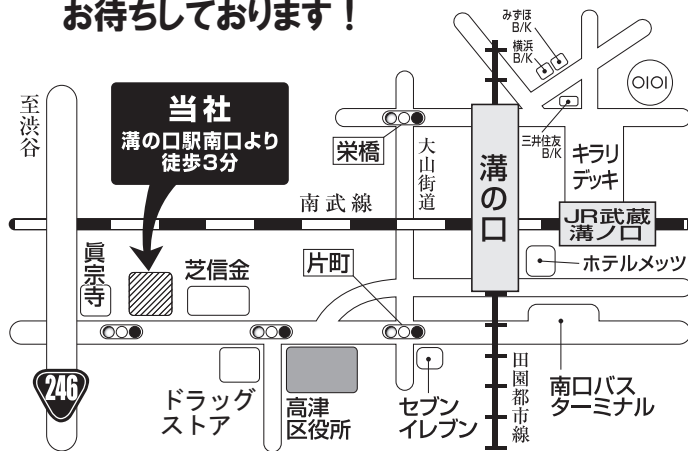 お待ちしております！
みずほ
B/K
横浜
B/K
OIOI
至渋谷
当社
溝の口駅南口より
徒歩3分
栄橋
大山街道
三井住友
B/K
キラリ
デッキ
溝の口
南武線
JR武蔵
溝ノ口
眞宗寺
芝信金
片町
ホテルメッツ
246
ドラッグ
ストア
高津
区役所
セブン
イレブン
田園都市線
南口バス
ターミナル